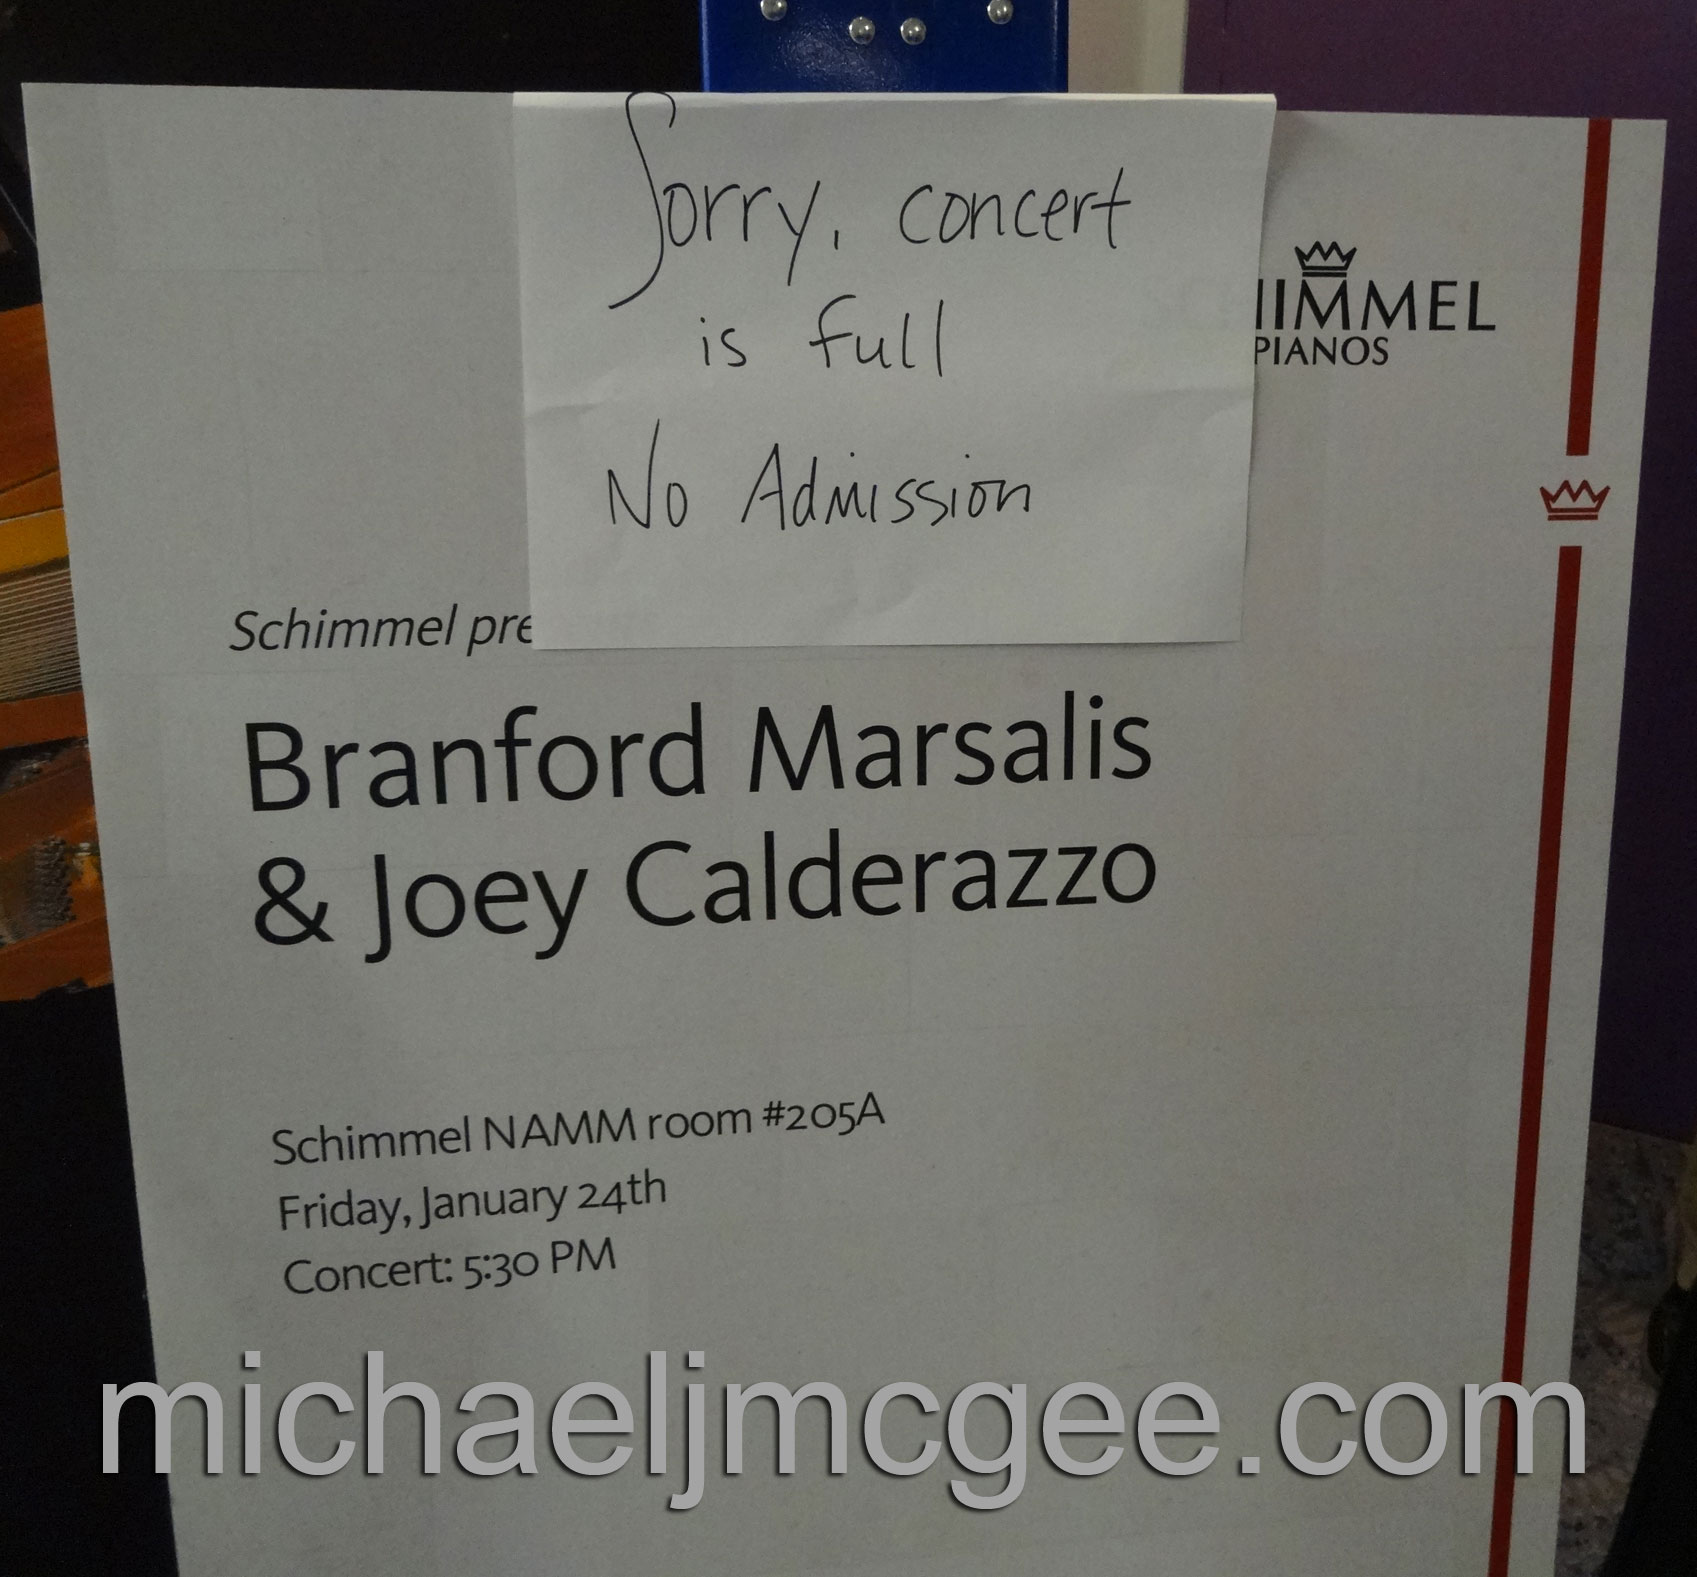 Sorry, concert
is full
No Admission
IIMMEL
PIANOS
Schimmel pre
Branford Marsalis
& Joey Calderazzo
Schimmel NAMM room #205A
Friday, January 24th
Concert: 5:30 PM
michaeljmcgee.com